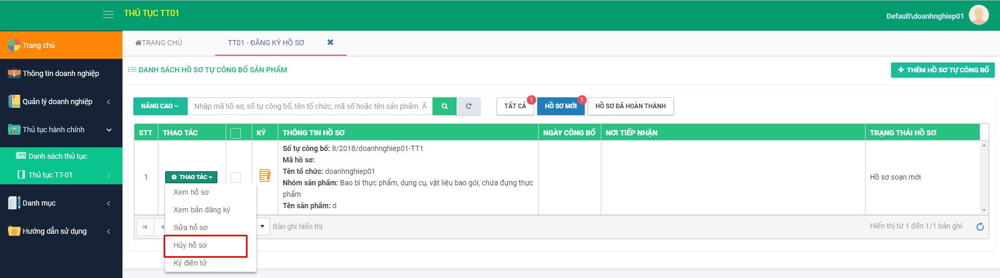 THỦ TỤC TT01
Default\doanhnghiep01
Trang chủ
Thông tin doanh nghiệp
Quản lý doanh nghiệp
Thủ tục hành chính
Danh sách thủ tục
Thủ tục TT-01
Danh mục
Hướng dẫn sử dụng
TRANG CHỦ
TT01 - ĐĂNG KÝ HỒ SƠ
DANH SÁCH HỒ SƠ TỰ CÔNG BỐ SẢN PHẨM
THÊM HỒ SƠ TỰ CÔNG BỐ
NÂNG CAO
Nhập mã hồ sơ, số tự công bố, tên tổ chức, mã số hoặc tên sản phẩm. Ấ
TẤT CẢ 1
HỒ SƠ MỚI 1
HỒ SƠ ĐÃ HOÀN THÀNH
STT THAO TÁC KÝ THÔNG TIN HỒ SƠ NGÀY CÔNG BỐ NƠI TIẾP NHẬN TRẠNG THÁI HỒ SƠ
1
THAO TÁC
Số tự công bố: 8/2018/doanhnghiep01-TT1
Mã hồ sơ:
Tên tổ chức: doanhnghiep01
Nhóm sản phẩm: Bao bì thực phẩm, dụng cụ, vật liệu bao gói, chứa đựng thực
phẩm
Tên sản phẩm: d
Hồ sơ soạn mới
Xem hồ sơ
Xem bản đăng ký
Sửa hồ sơ
Hủy hồ sơ
Ký điện tử
Bản ghi hiển thị
Hiển thị từ 1 đến 1/1 bản ghi